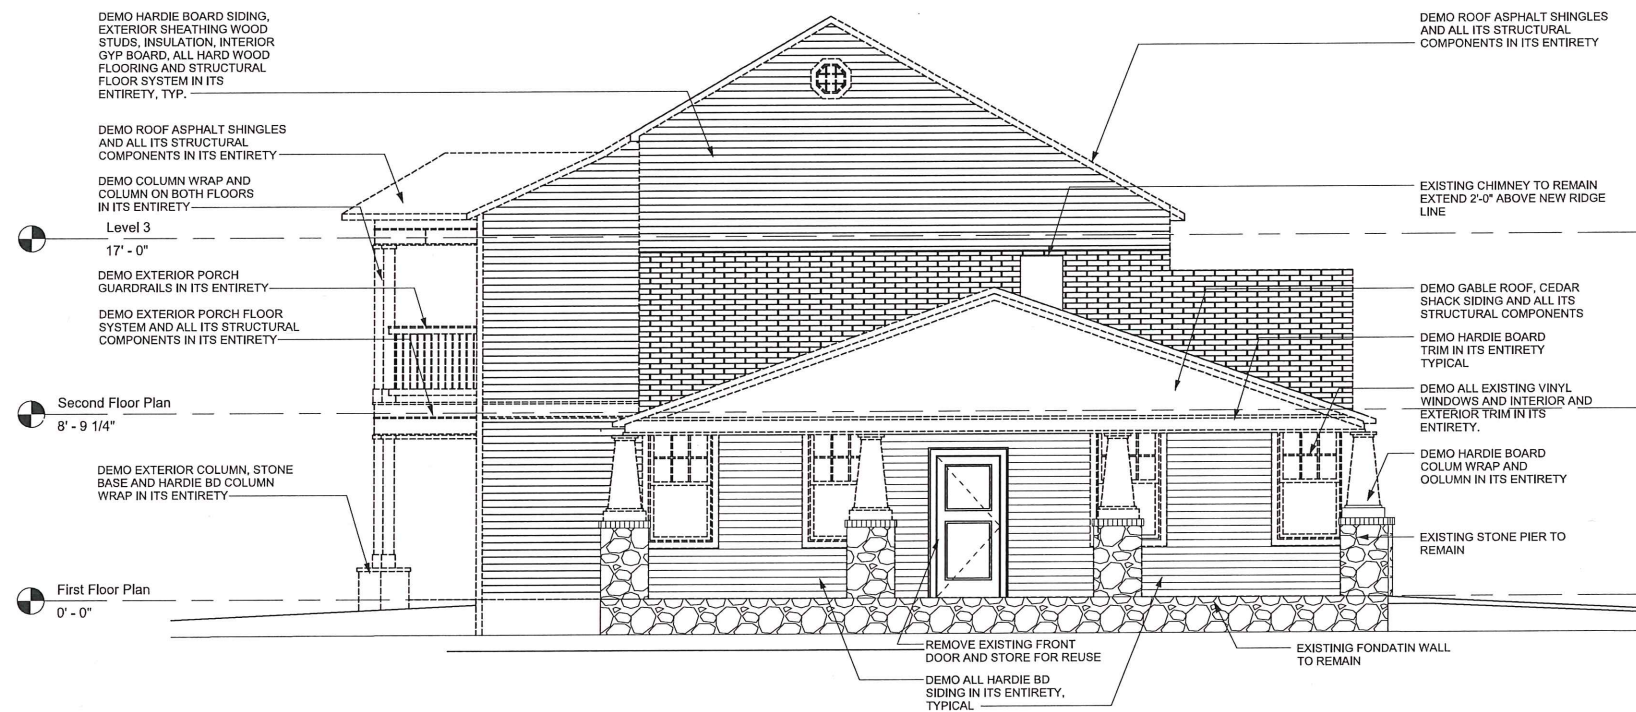 DEMO HARDIE BOARD SIDING,
EXTERIOR SHEATHING WOOD
STUDS, INSULATION, INTERIOR
GYP BOARD, ALL HARD WOOD
FLOORING AND STRUCTURAL
FLOOR SYSTEM IN ITS
ENTIRETY, TYP.
DEMO ROOF ASPHALT SHINGLES
AND ALL ITS STRUCTURAL
COMPONENTS IN ITS ENTIRETY
DEMO COLUMN WRAP AND
COLUMN ON BOTH FLOORS
IN ITS ENTIRETY
Level 3
17' - 0"
DEMO EXTERIOR PORCH
GUARDRAILS IN ITS ENTIRETY
DEMO EXTERIOR PORCH FLOOR
SYSTEM AND ALL ITS STRUCTURAL
COMPONENTS IN ITS ENTIRETY
Second Floor Plan
8' - 9 1/4"
DEMO EXTERIOR COLUMN, STONE
BASE AND HARDIE BD COLUMN
WRAP IN ITS ENTIRETY
First Floor Plan
0' - 0"
DEMO ROOF ASPHALT SHINGLES
AND ALL ITS STRUCTURAL
COMPONENTS IN ITS ENTIRETY
EXISTING CHIMNEY TO REMAIN
EXTEND 2'-0" ABOVE NEW RIDGE
LINE
DEMO GABLE ROOF, CEDAR
SHACK SIDING AND ALL ITS
STRUCTURAL COMPONENTS
DEMO HARDIE BOARD
TRIM IN ITS ENTIRETY
TYPICAL
DEMO ALL EXISTING VINYL
WINDOWS AND INTERIOR AND
EXTERIOR TRIM IN ITS
ENTIRETY.
DEMO HARDIE BOARD
COLUM WRAP AND
OOLUMN IN ITS ENTIRETY
EXISTING STONE PIER TO
REMAIN
REMOVE EXISTING FRONT
DOOR AND STORE FOR REUSE
EXISTINIG FONDATIN WALL
TO REMAIN
DEMO ALL HARDIE BD
SIDING IN ITS ENTIRETY,
TYPICAL